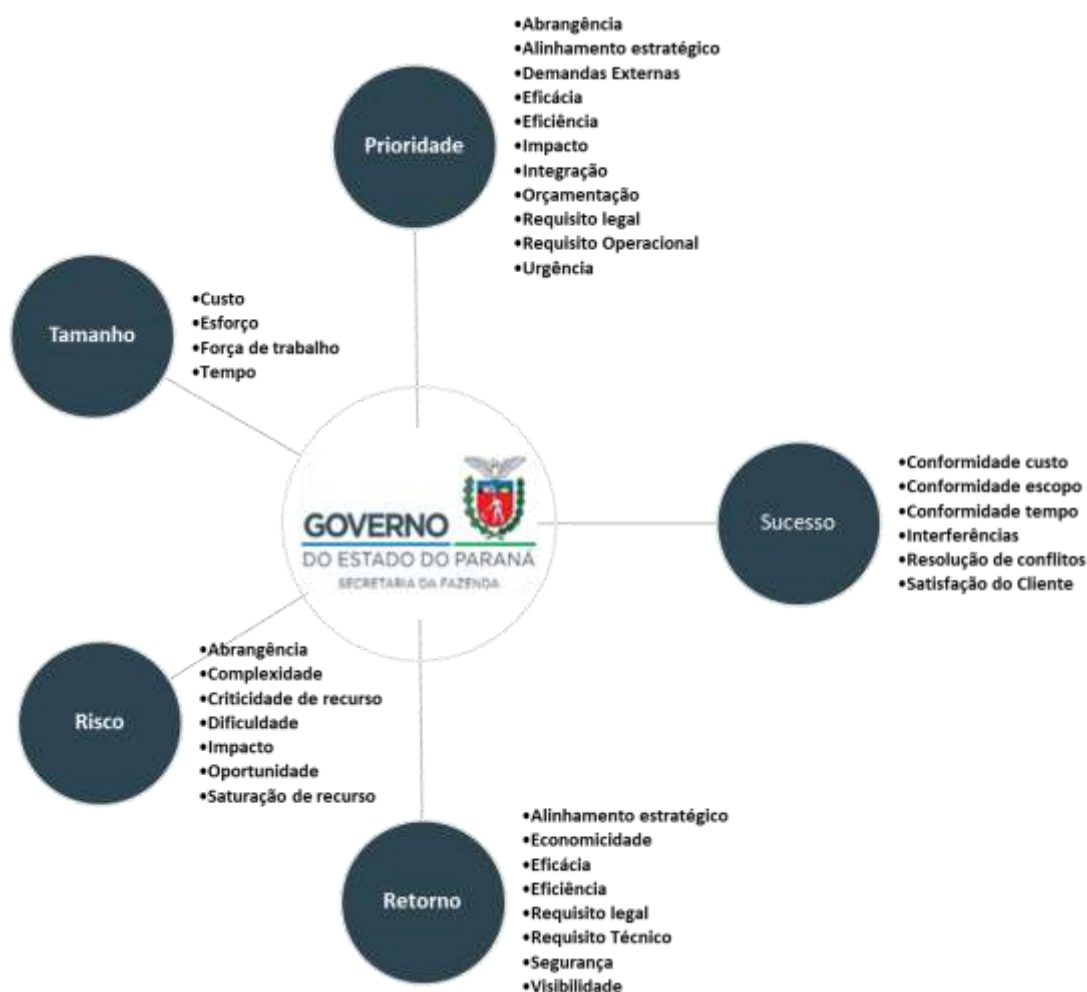 •Abrangência
•Alinhamento estratégico
•Demandas Externas
•Eficácia
•Eficiência
•Impacto
•Integração
•Orçamentação
•Requisito legal
•Requisito Operacional
•Urgência
Prioridade
Tamanho
•Custo
•Esforço
•Força de trabalho
•Tempo
GOVERNO
DO ESTADO DO PARANÁ
SECRETARIA DA FAZENDA
Sucesso
•Conformidade custo
•Conformidade escopo
•Conformidade tempo
•Interferências
•Resolução de conflitos
•Satisfação do Cliente
Risco
•Abrangência
•Complexidade
•Criticidade de recurso
•Dificuldade
•Impacto
•Oportunidade
•Saturação de recurso
Retorno
•Alinhamento estratégico
•Economicidade
•Eficácia
•Eficiência
•Requisito legal
•Requisito Técnico
•Segurança
•Visibilidade